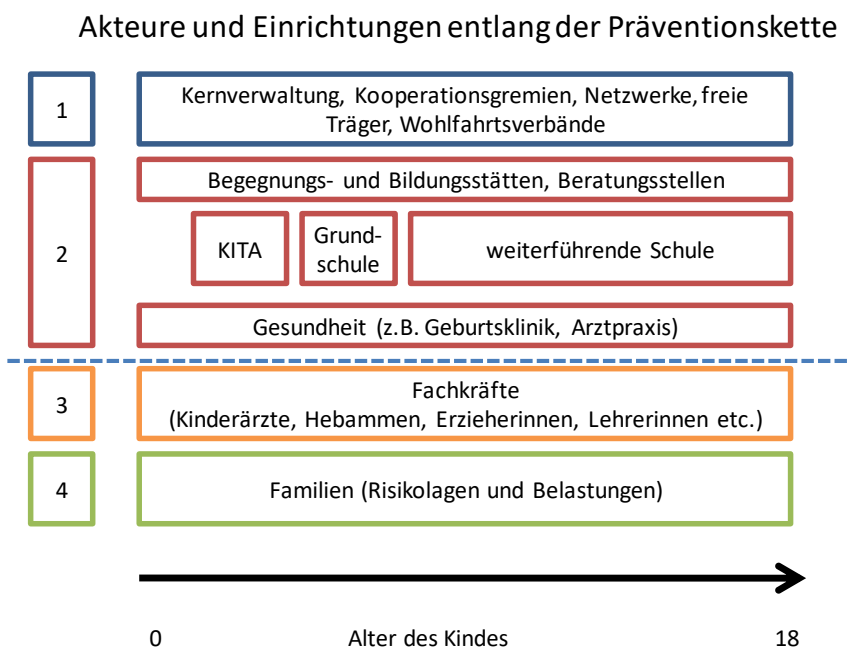 Akteure und Einrichtungen entlang der Präventionskette
1
Kernverwaltung, Kooperationsgremien, Netzwerke, freie
Träger, Wohlfahrtsverbände
2
Begegnungs- und Bildungsstätten, Beratungsstellen
KITA
Grund-
schule
weiterführende Schule
Gesundheit (z.B. Geburtsklinik, Arztpraxis)
3
Fachkräfte
(Kinderärzte, Hebammen, Erzieherinnen, Lehrerinnen etc.)
4
Familien (Risikolagen und Belastungen)
0
Alter des Kindes
18